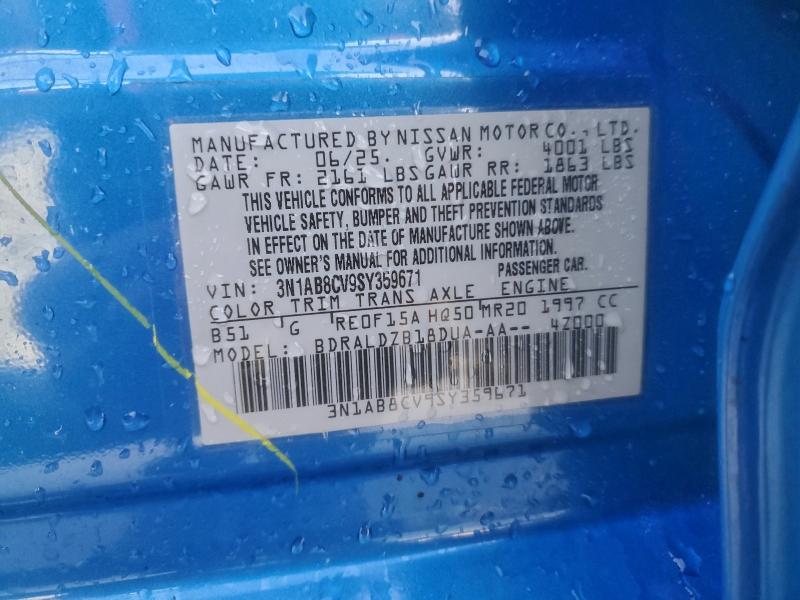 MANUFACTURED BY NISSAN MOTOR CO., LTD.
DATE: 06/25. GVWR: 4001 LBS
GAWR FR: 2161 LBS GAWR RR: 1863 LBS
THIS VEHICLE CONFORMS TO ALL APPLICABLE FEDERAL MOTOR
VEHICLE SAFETY, BUMPER AND THEFT PREVENTION STANDARDS
IN EFFECT ON THE DATE OF MANUFACTURE SHOWN ABOVE.
SEE OWNER'S MANUAL FOR ADDITIONAL INFORMATION.
VIN: 3N1AB8CV9SY359671 PASSENGER CAR.
COLOR TRIM TRANS AXLE ENGINE
B51 G RE0F15A HQ50 MR20 1997 CC
MODEL: BDRALDZB18DUA-AA-- 4Z000
3N1AB8CV9SY359671